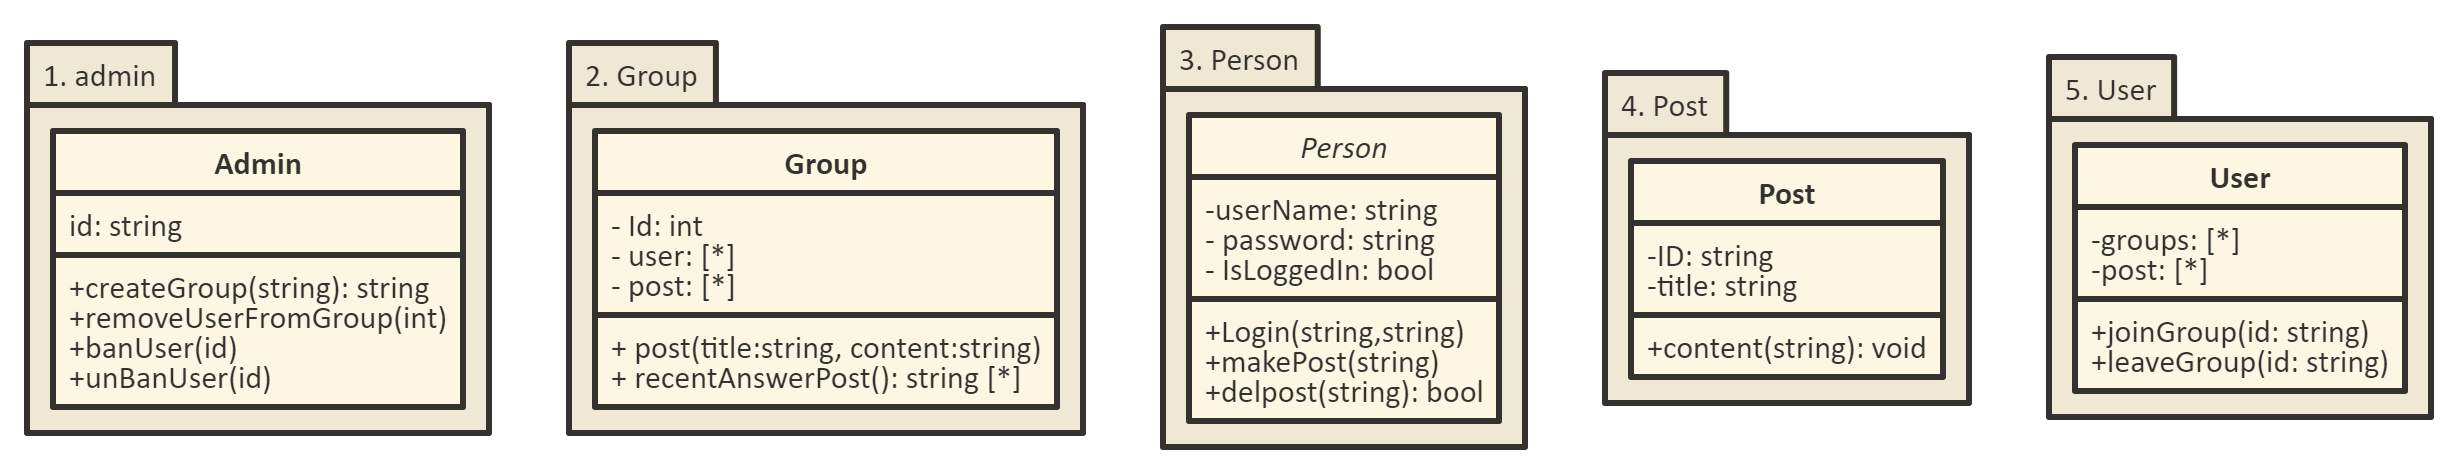 1. admin
Admin
id: string
+createGroup(string): string
+removeUserFromGroup(int)
+banUser(id)
+unBanUser(id)
2. Group
Group
- Id: int
- user: [*]
- post: [*]
+ post(title:string, content:string)
+ recentAnswerPost(): string [*]
3. Person
Person
-userName: string
- password: string
- IsLoggedIn: bool
+Login(string,string)
+makePost(string)
+delpost(string): bool
4. Post
Post
-ID: string
-title: string
+content(string): void
5. User
User
-groups: [*]
-post: [*]
+joinGroup(id: string)
+leaveGroup(id: string)